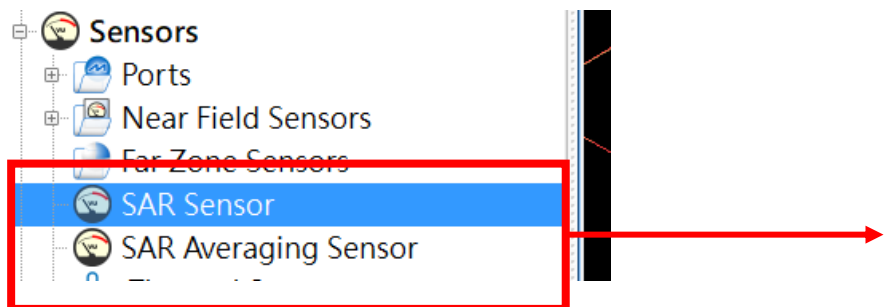 Sensors
Ports
Near Field Sensors
Far Zone Sensors
SAR Sensor
SAR Averaging Sensor